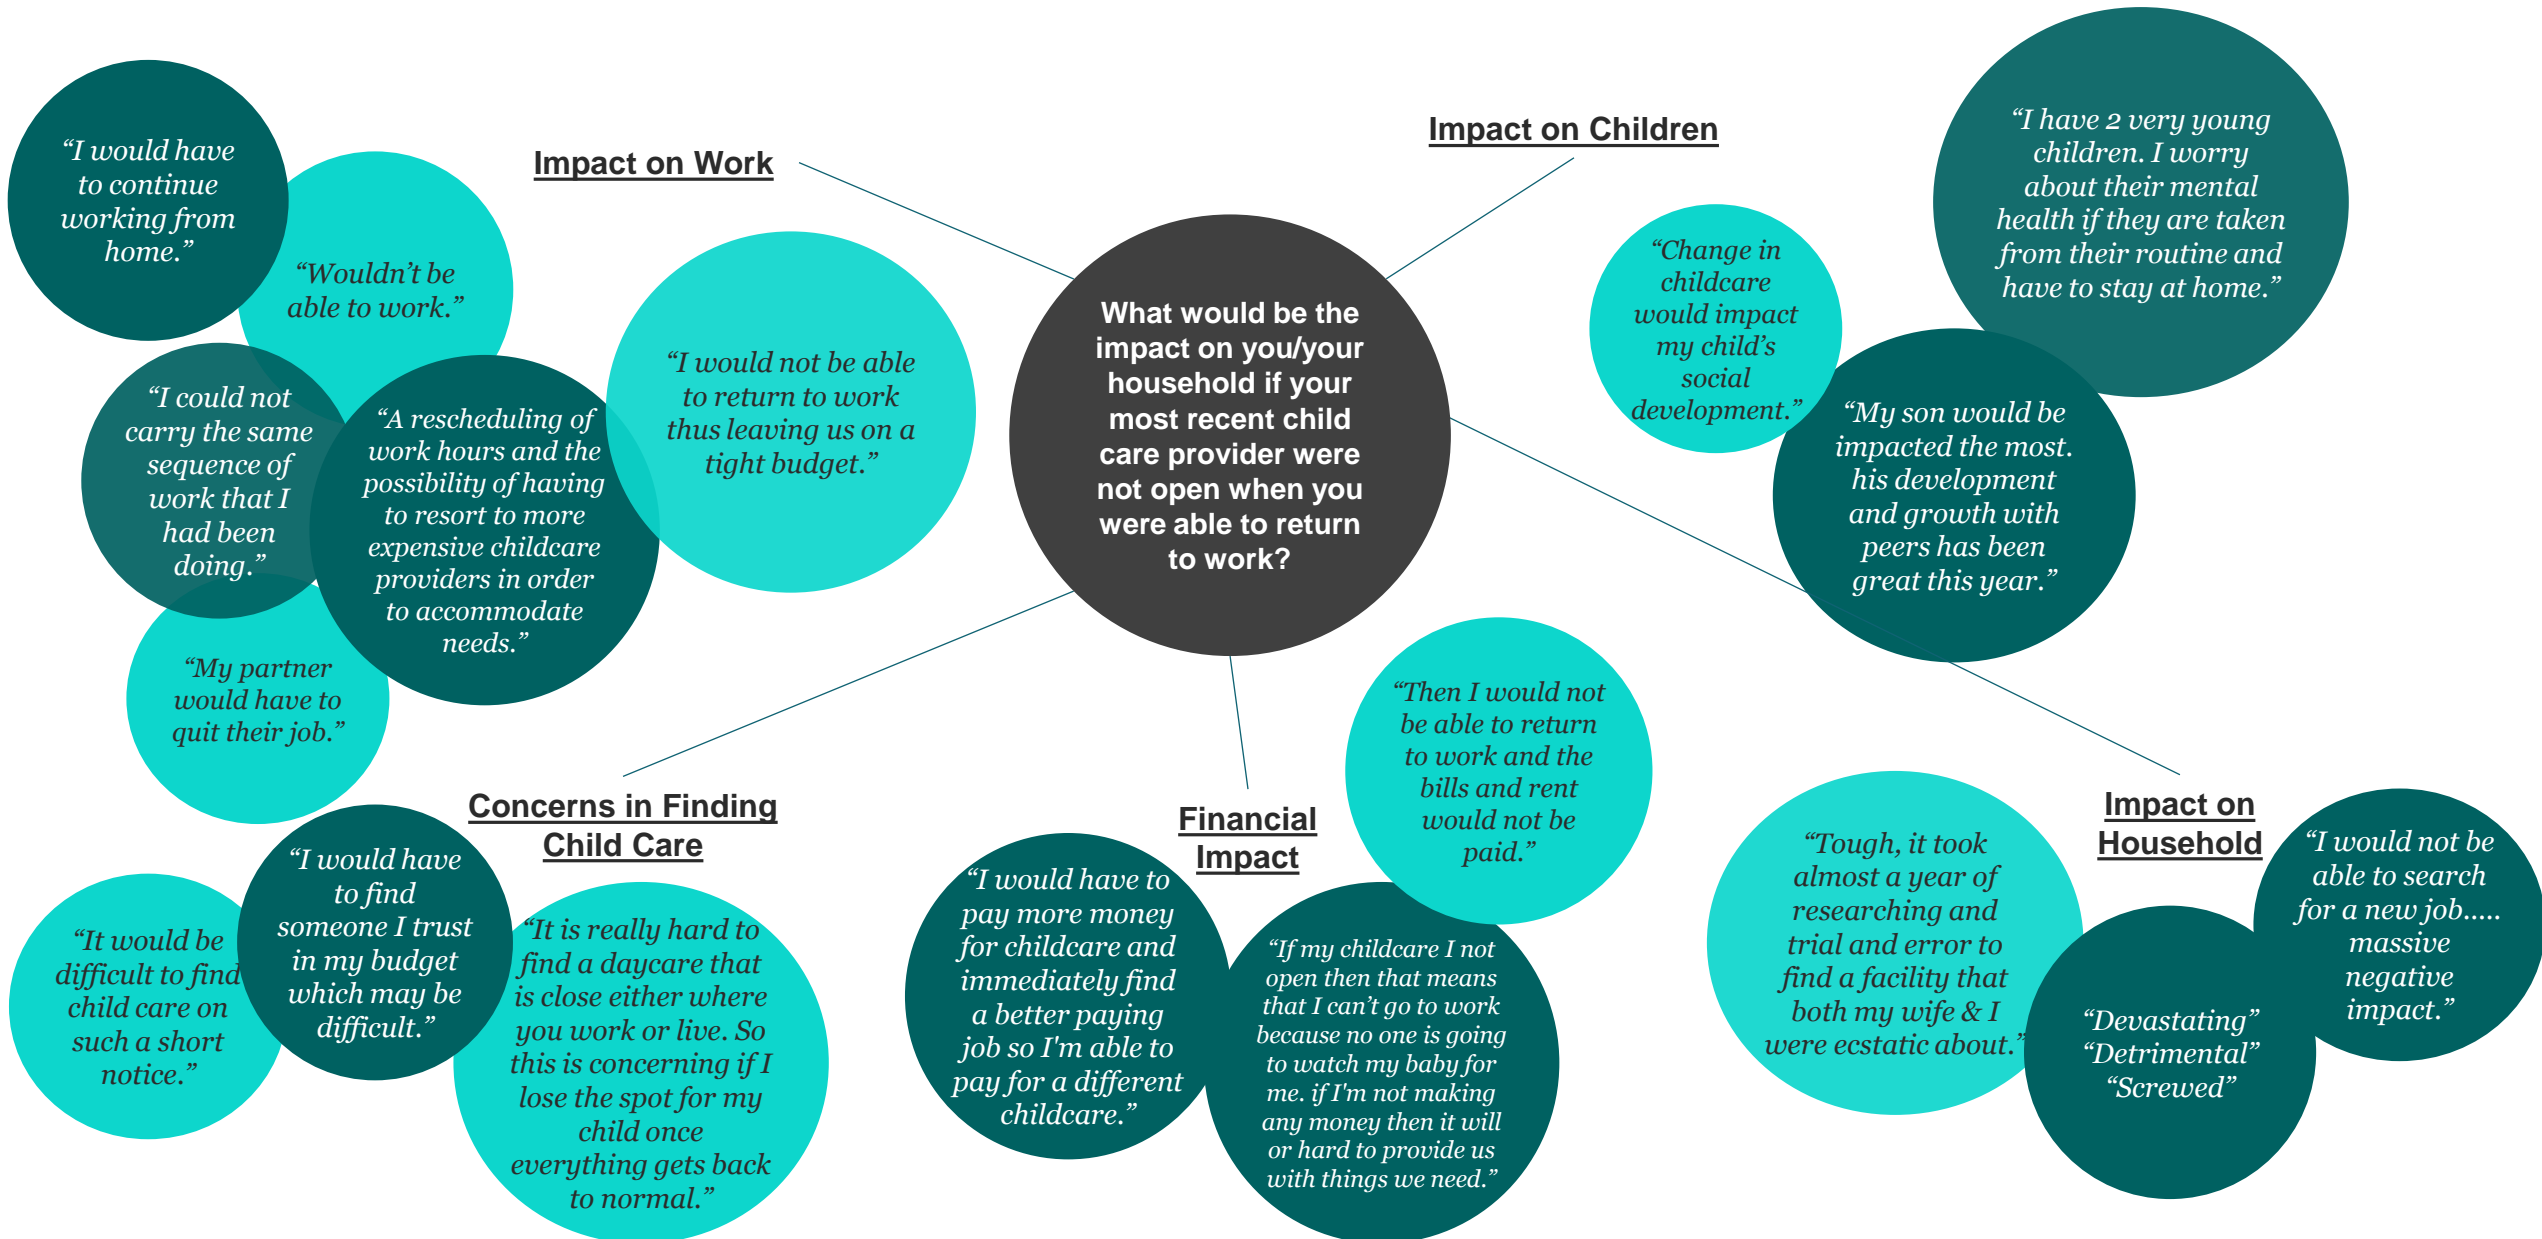 What would be the
impact on you/your
household if your
most recent child
care provider were
not open when you
were able to return
to work?
Impact on Work
“I would have
to continue
working from
home.”
“Wouldn’t be
able to work.”
“I could not
carry the same
sequence of
work that I
had been
doing.”
“A rescheduling of
work hours and the
possibility of having
to resort to more
expensive childcare
providers in order
to accommodate
needs.”
“I would not be able
to return to work
thus leaving us on a
tight budget.”
“My partner
would have to
quit their job.”
Impact on Children
“Change in
childcare
would impact
my child’s
social
development.”
“I have 2 very young
children. I worry
about their mental
health if they are taken
from their routine and
have to stay at home.”
“My son would be
impacted the most.
his development
and growth with
peers has been
great this year.”
Concerns in Finding
Child Care
“It would be
difficult to find
child care on
such a short
notice.”
“I would have
to find
someone I trust
in my budget
which may be
difficult.”
“It is really hard to
find a daycare that
is close either where
you work or live. So
this is concerning if I
lose the spot for my
child once
everything gets back
to normal.”
Financial
Impact
“I would have to
pay more money
for childcare and
immediately find
a better paying
job so I'm able to
pay for a different
childcare.”
“Then I would not
be able to return
to work and the
bills and rent
would not be
paid.”
“If my childcare I not
open then that means
that I can’t go to work
because no one is going
to watch my baby for
me. if I'm not making
any money then it will
or hard to provide us
with things we need.”
Impact on
Household
“Tough, it took
almost a year of
researching and
trial and error to
find a facility that
both my wife & I
were ecstatic about.”
“Devastating”
“Detrimental”
“Screwed”
“I would not be
able to search
for a new job.....
massive
negative
impact.”